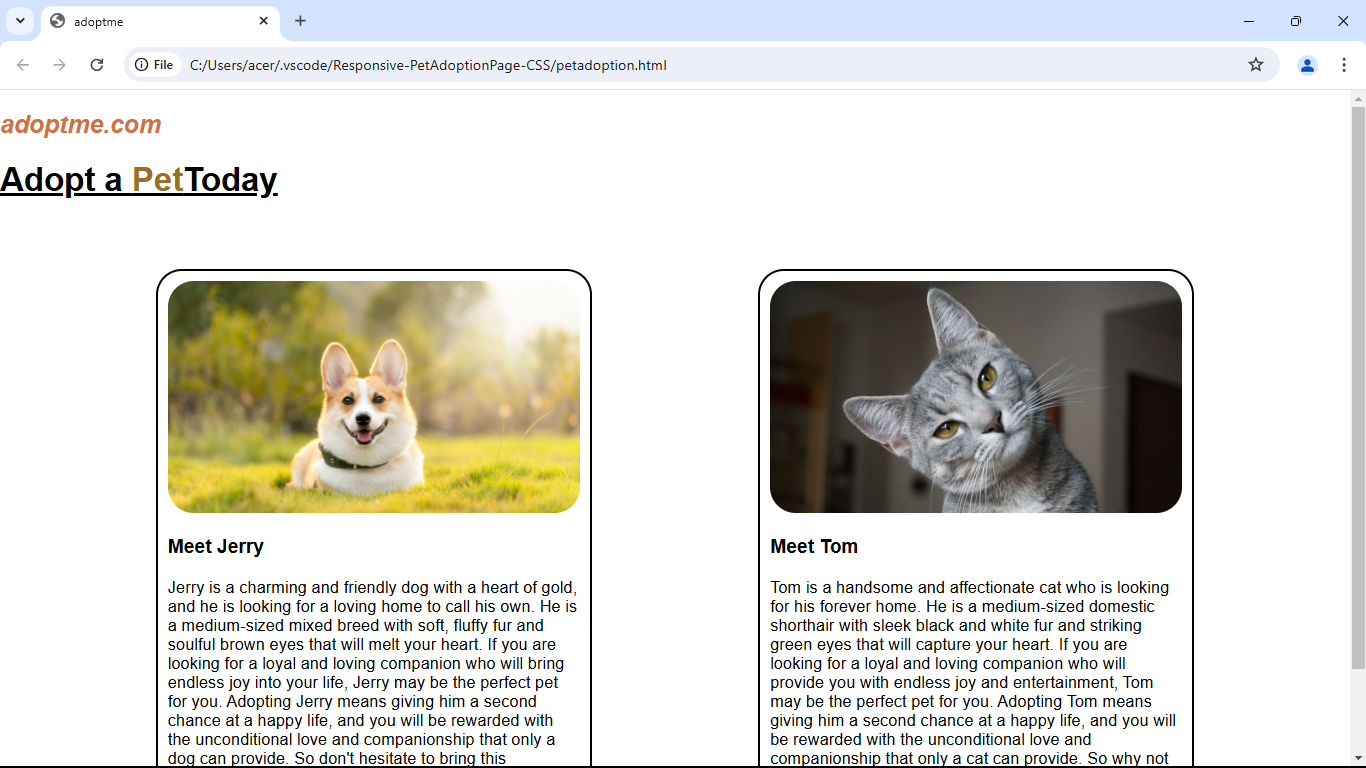 adoptme
File
C:/Users/acer/.vscode/Responsive-PetAdoptionPage-CSS/petadoption.html
adoptme.com
Adopt a PetToday
Meet Jerry
Jerry is a charming and friendly dog with a heart of gold,
and he is looking for a loving home to call his own. He is
a medium-sized mixed breed with soft, fluffy fur and
soulful brown eyes that will melt your heart. If you are
looking for a loyal and loving companion who will bring
endless joy into your life, Jerry may be the perfect pet
for you. Adopting Jerry means giving him a second
chance at a happy life, and you will be rewarded with
the unconditional love and companionship that only a
dog can provide. So don't hesitate to bring this
Meet Tom
Tom is a handsome and affectionate cat who is looking
for his forever home. He is a medium-sized domestic
shorthair with sleek black and white fur and striking
green eyes that will capture your heart. If you are
looking for a loyal and loving companion who will
provide you with endless joy and entertainment, Tom
may be the perfect pet for you. Adopting Tom means
giving him a second chance at a happy life, and you will
be rewarded with the unconditional love and
companionship that only a cat can provide. So why not